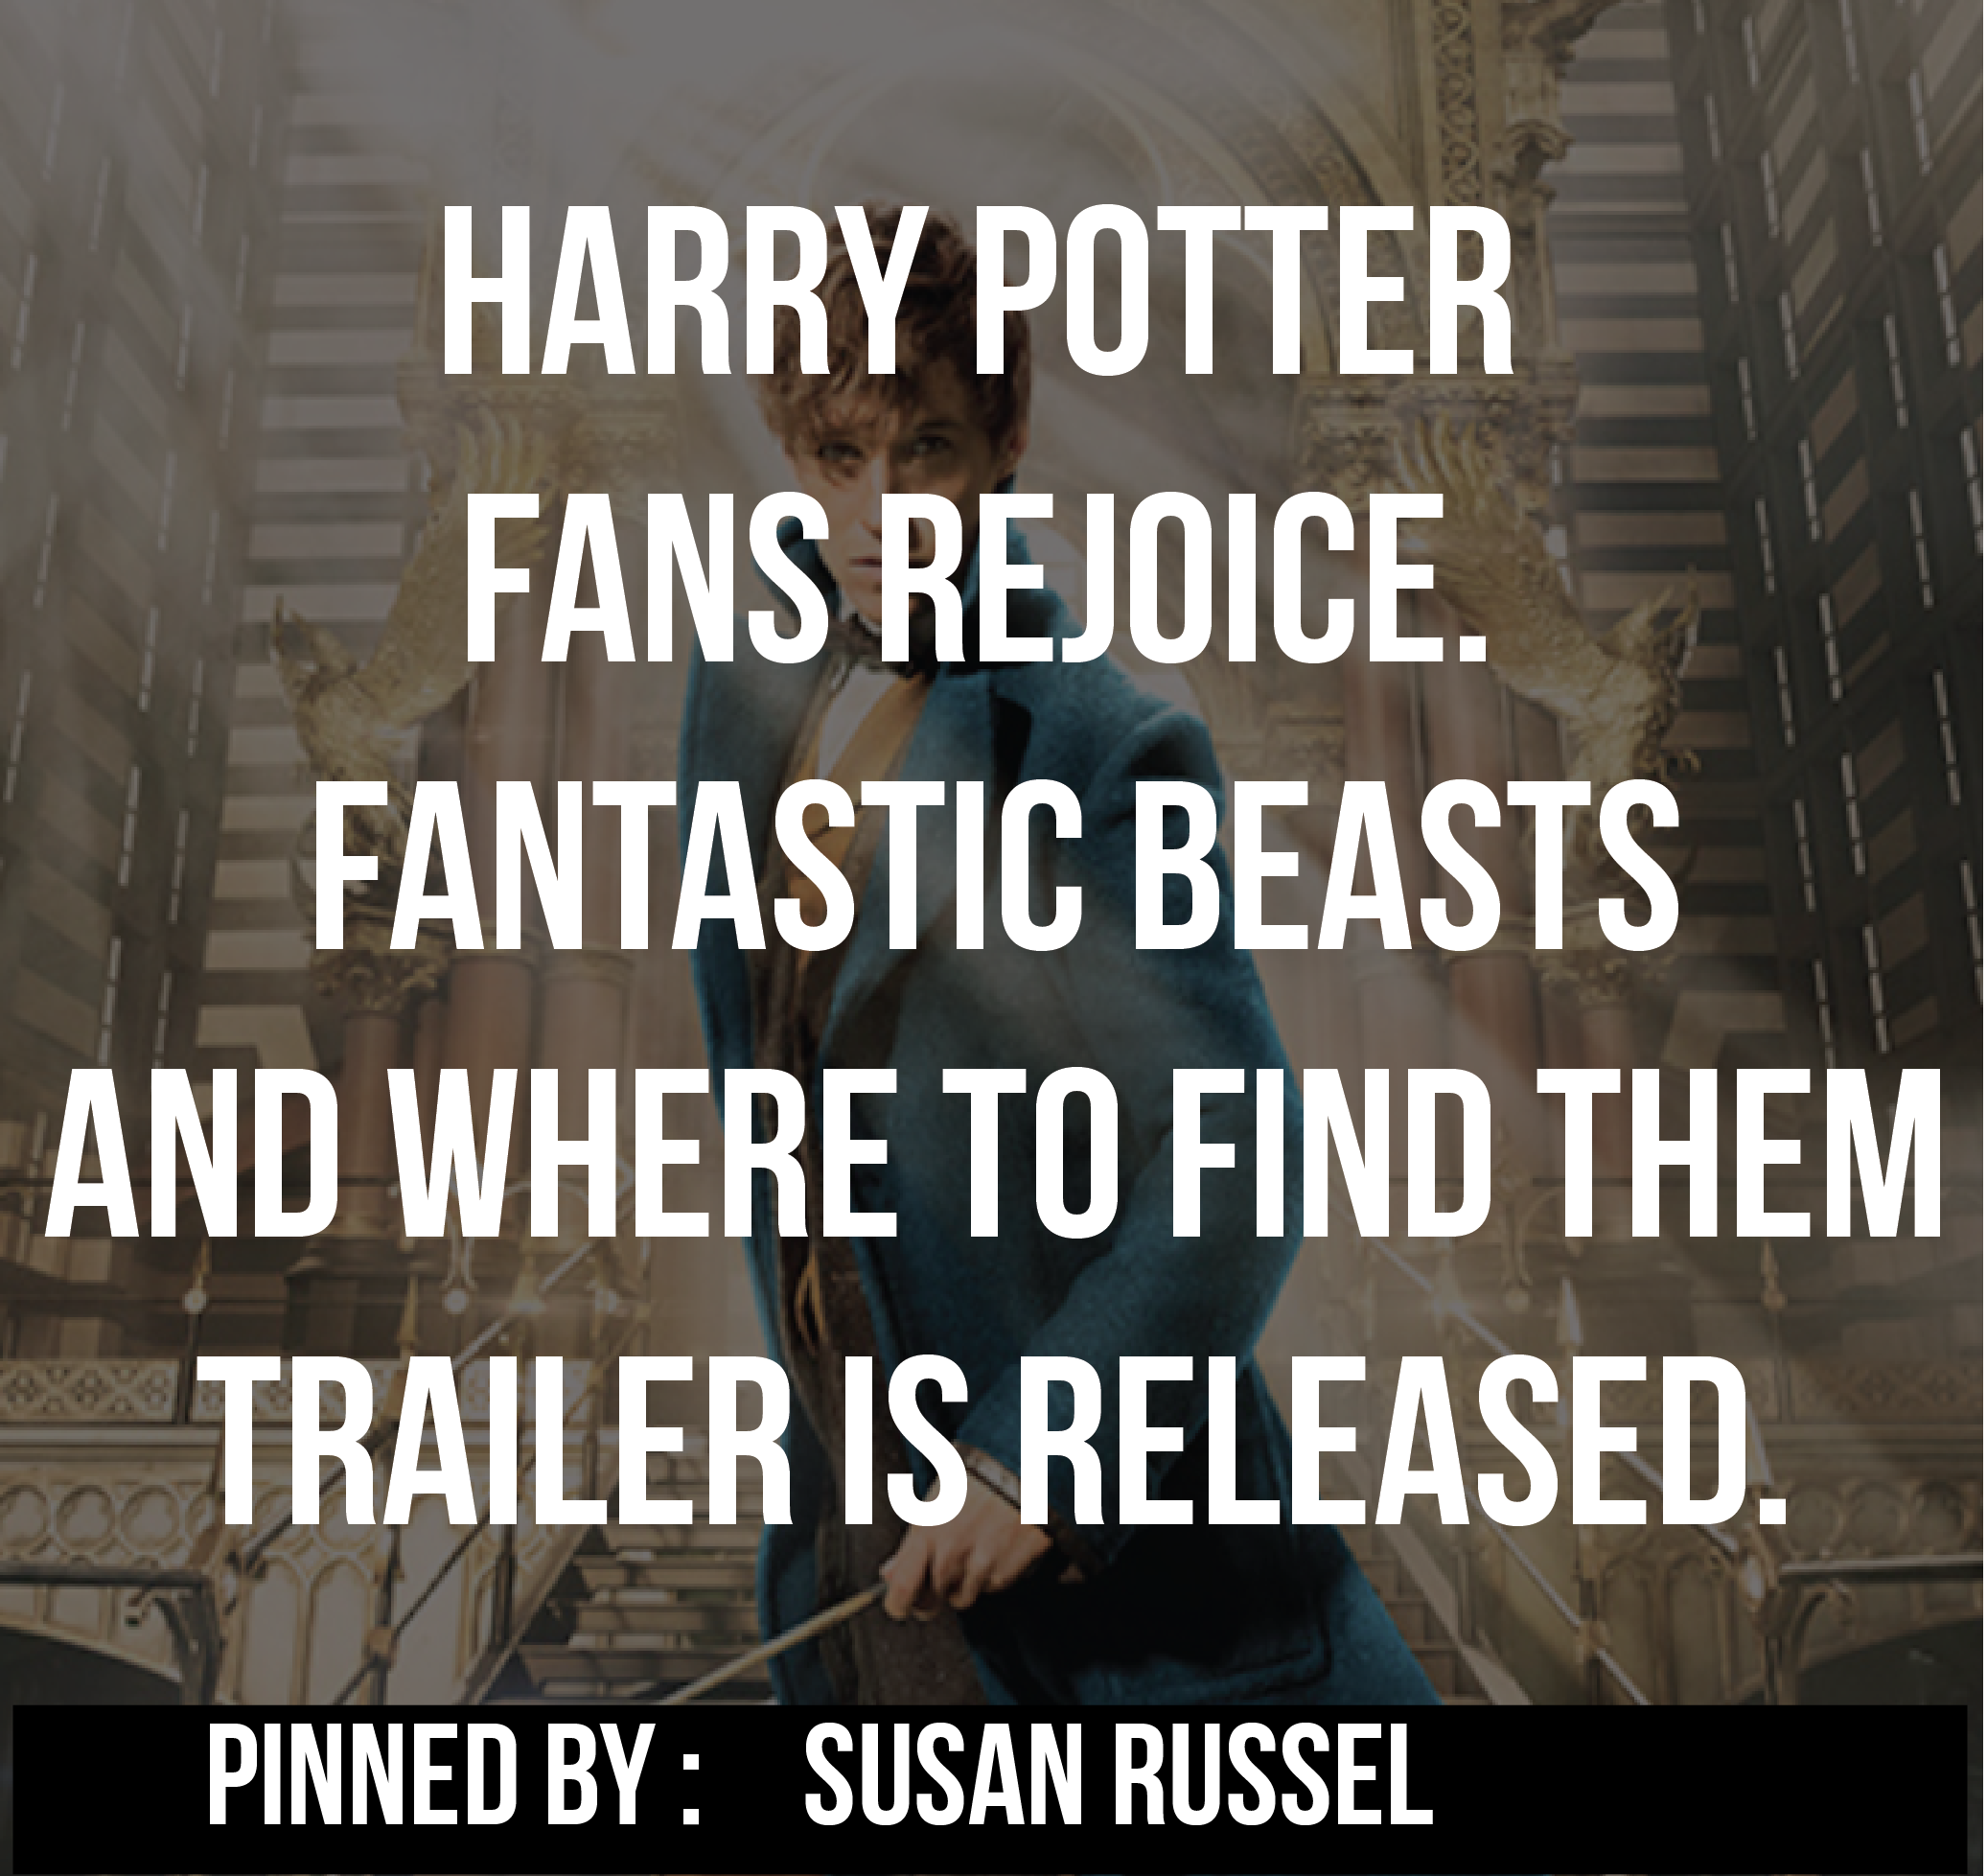 HARRY POTTER
FANS REJOICE.
FANTASTIC BEASTS
AND WHERE TO FIND THEM
TRAILER IS RELEASED.
PINNED BY : SUSAN RUSSEL